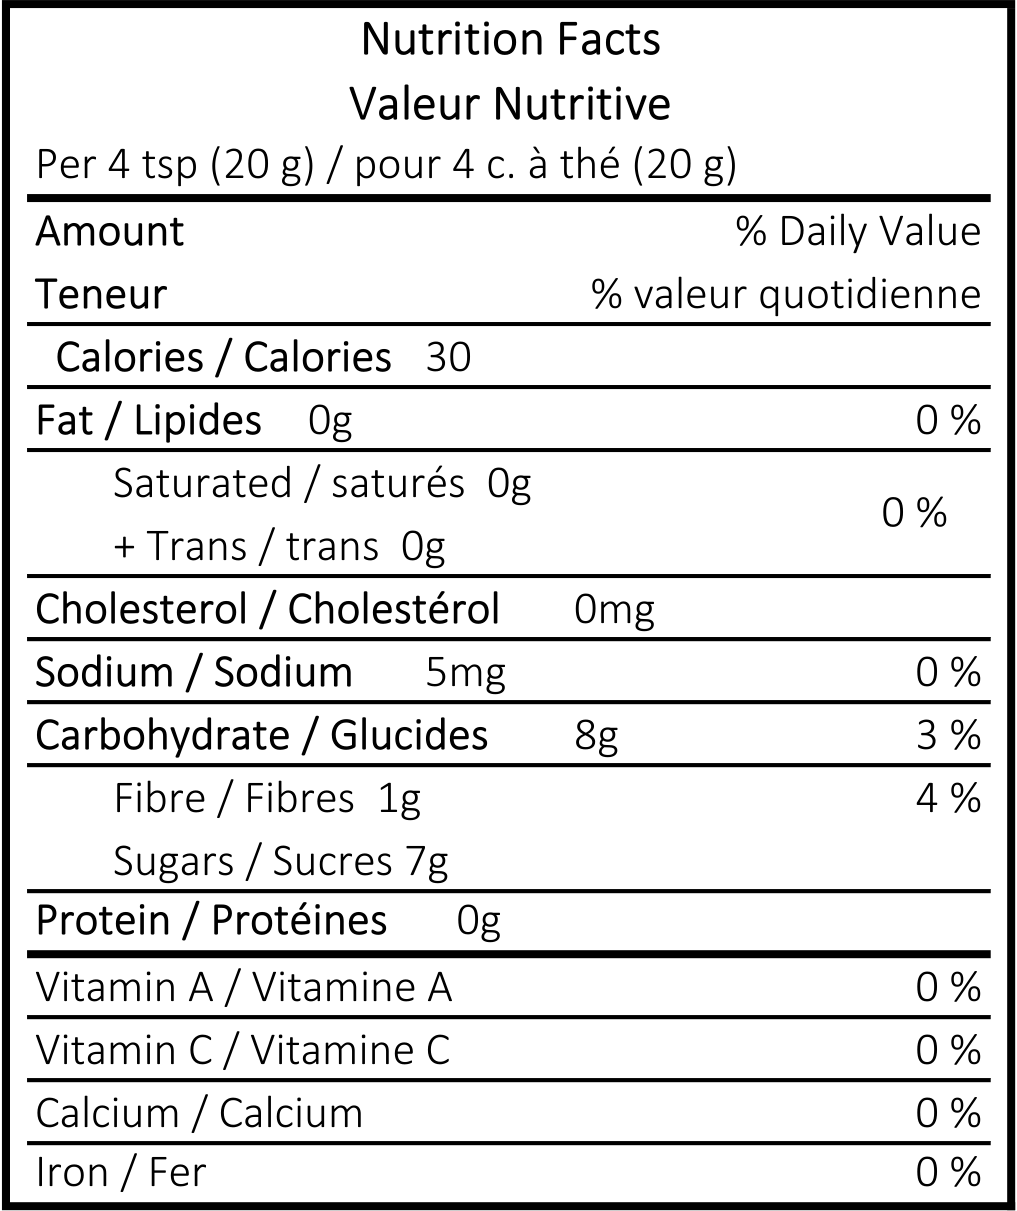 Nutrition Facts
Valeur Nutritive
Per 4 tsp (20 g) / pour 4 c. à thé (20 g)
Amount % Daily Value
Teneur % valeur quotidienne
Calories / Calories 30
Fat / Lipides 0g 0 %
Saturated / saturés 0g
0 %
+ Trans / trans 0g
Cholesterol / Cholestérol 0mg
Sodium / Sodium 5mg 0 %
Carbohydrate / Glucides 8g 3 %
Fibre / Fibres 1g 4 %
Sugars / Sucres 7g
Protein / Protéines 0g
Vitamin A / Vitamine A 0 %
Vitamin C / Vitamine C 0 %
Calcium / Calcium 0 %
Iron / Fer 0 %